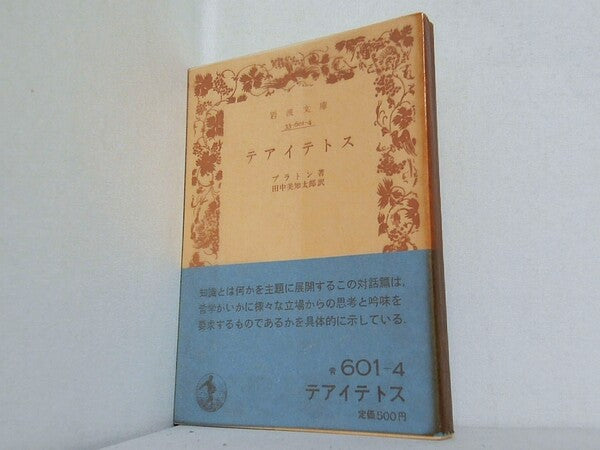 岩波文庫
33-601-4
テアイテトス
プラトン著
田中美知太郎訳
知識とは何かを主題に展開するこの対話篇は、
哲学がいかに様々な立場からの思考と吟味を
要求するものであるかを具体的に示している.
青 601-4
テアイテトス
定価500円